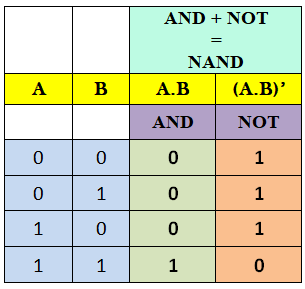 AND + NOT
=
NAND
A B A.B (A.B)’
AND NOT
0 0 0 1
0 1 0 1
1 0 0 1
1 1 1 0